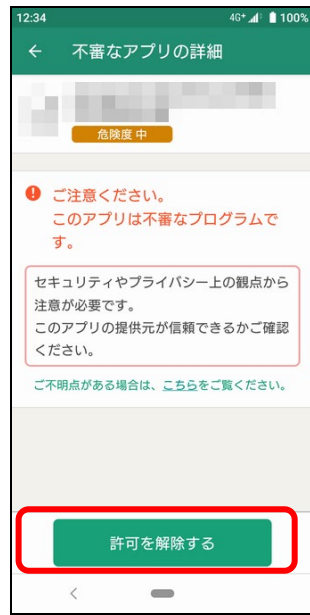 12:34 4G+ 100%
← 不審なアプリの詳細
危険度 中
ご注意ください。
このアプリは不審なプログラムで
す。
セキュリティやプライバシー上の観点から
注意が必要です。
このアプリの提供元が信頼できるかご確認
ください。
ご不明点がある場合は、こちらをご覧ください。
許可を解除する